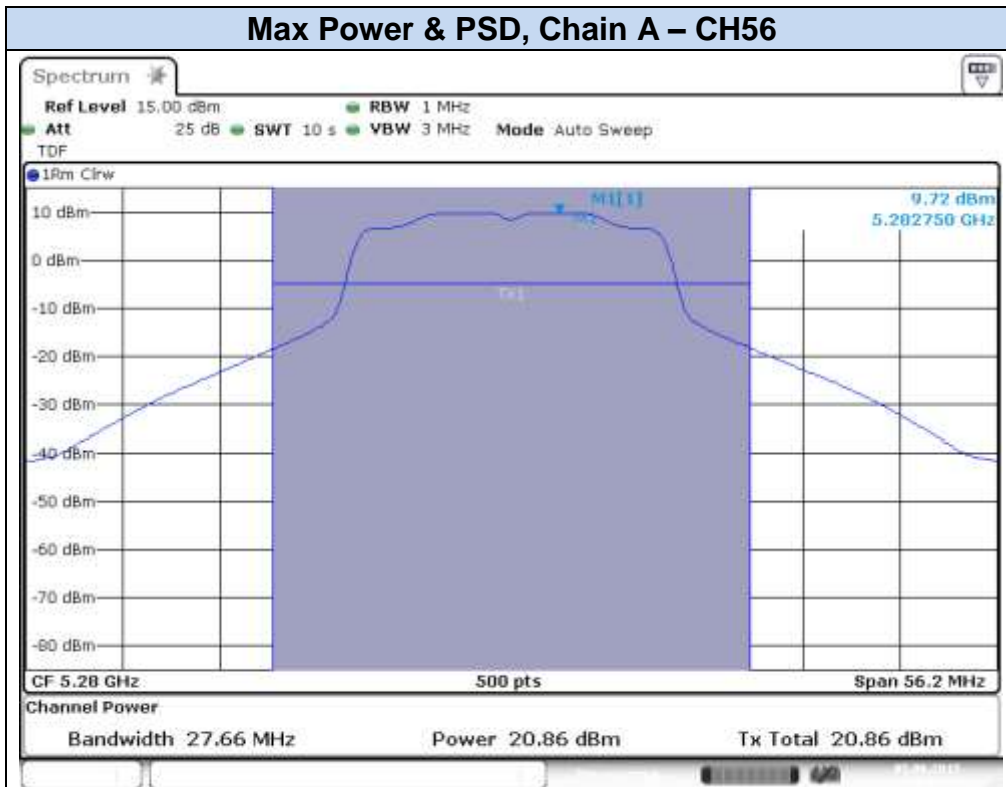 Max Power & PSD, Chain A – CH56
Spectrum
Ref Level 15.00 dBm RBW 1 MHz
Att 25 dB SWT 10 s VBW 3 MHz Mode Auto Sweep
TDF
1Rm Clrw
M1[1] 9.72 dBm
5.282750 GHz
10 dBm
0 dBm
Tx1
-10 dBm
-20 dBm
-30 dBm
-40 dBm
-50 dBm
-60 dBm
-70 dBm
-80 dBm
CF 5.28 GHz 500 pts Span 56.2 MHz
Channel Power
Bandwidth 27.66 MHz Power 20.86 dBm Tx Total 20.86 dBm